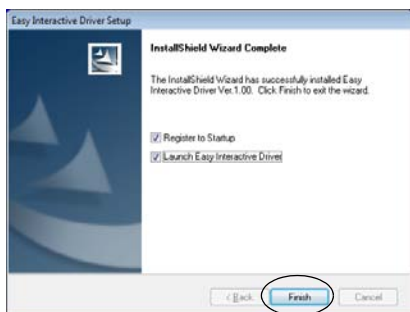 Easy Interactive Driver Setup
InstallShield Wizard Complete
The InstallShield Wizard has successfully installed Easy
Interactive Driver Ver.1.00. Click Finish to exit the wizard.
Register to Startup
Launch Easy Interactive Driver
< Back
Finish
Cancel